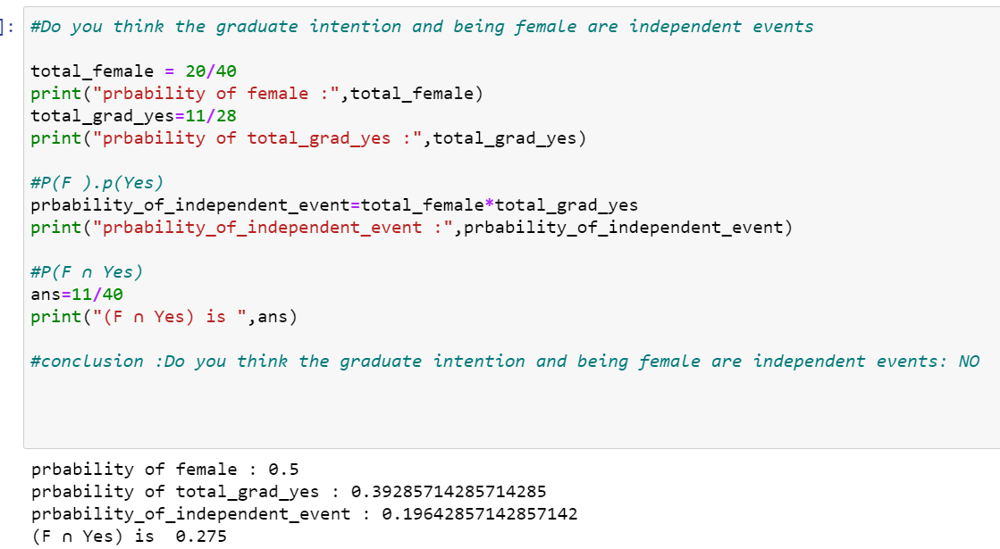 ]: #Do you think the graduate intention and being female are independent events
total_female = 20/40
print("prbability of female :",total_female)
total_grad_yes=11/28
print("prbability of total_grad_yes :",total_grad_yes)
#P(F ).p(Yes)
prbability_of_independent_event=total_female*total_grad_yes
print("prbability_of_independent_event :",prbability_of_independent_event)
#P(F ∩ Yes)
ans=11/40
print("(F ∩ Yes) is ",ans)
#conclusion :Do you think the graduate intention and being female are independent events: NO
prbability of female : 0.5
prbability of total_grad_yes : 0.39285714285714285
prbability_of_independent_event : 0.19642857142857142
(F ∩ Yes) is  0.275